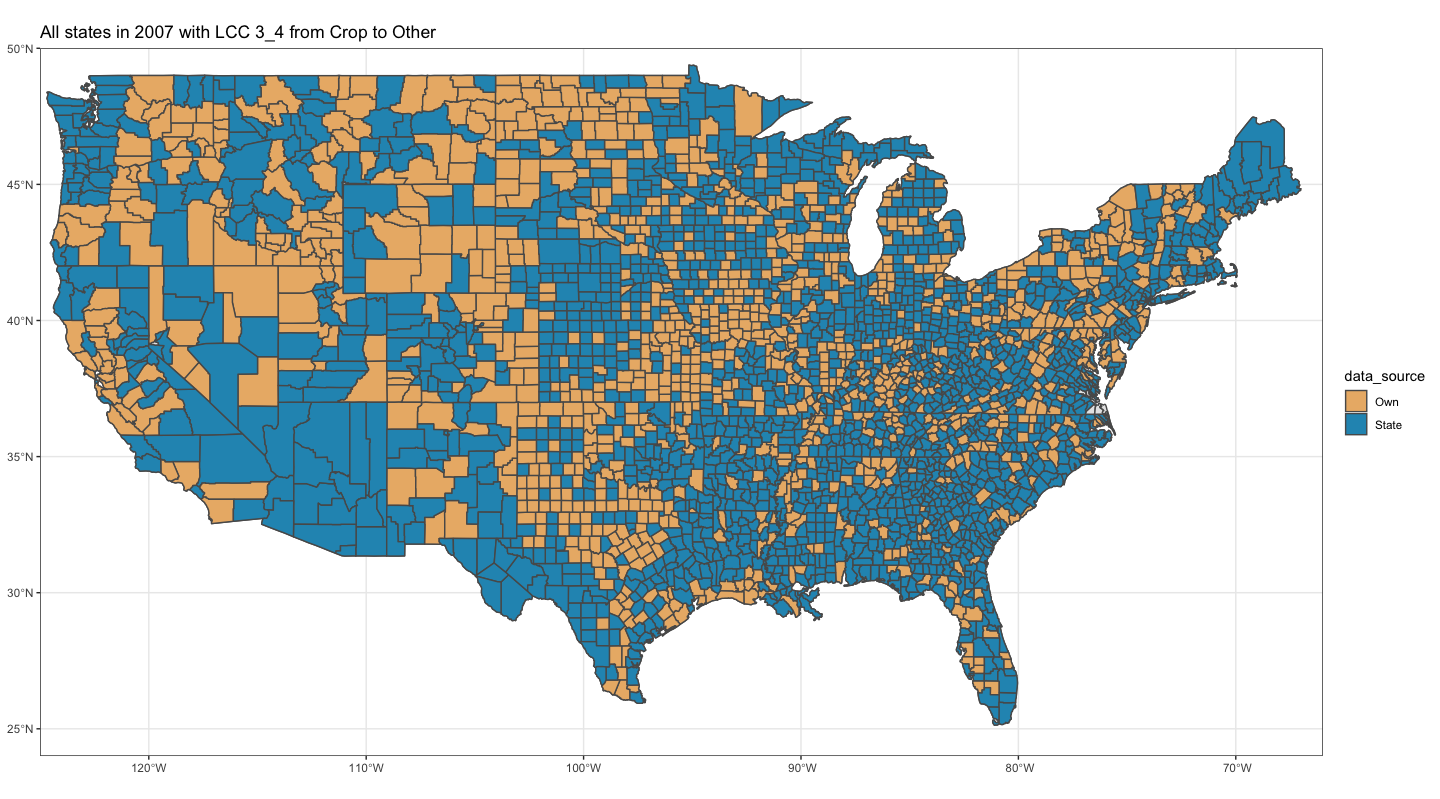 All states in 2007 with LCC 3_4 from Crop to Other
50°N
45°N
40°N
35°N
30°N
25°N
120°W
110°W
100°W
90°W
80°W
70°W
data_source
Own
State